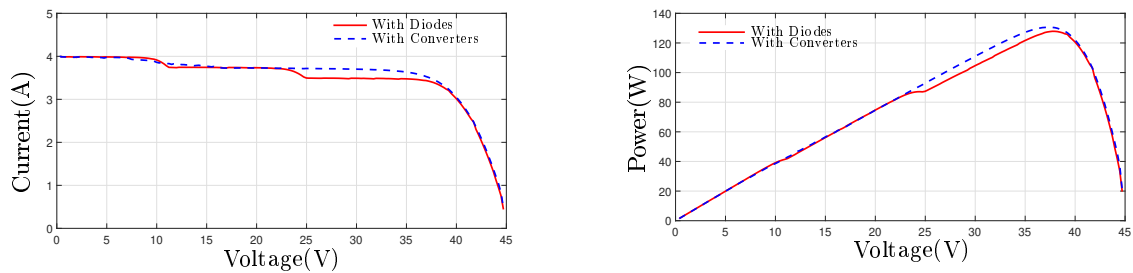 5
4
3
2
1
0
0 5 10 15 20 25 30 35 40 45
Current(A)
Voltage(V)
With Diodes
With Converters
140
120
100
80
60
40
20
0
0 5 10 15 20 25 30 35 40 45
Power(W)
Voltage(V)
With Diodes
With Converters